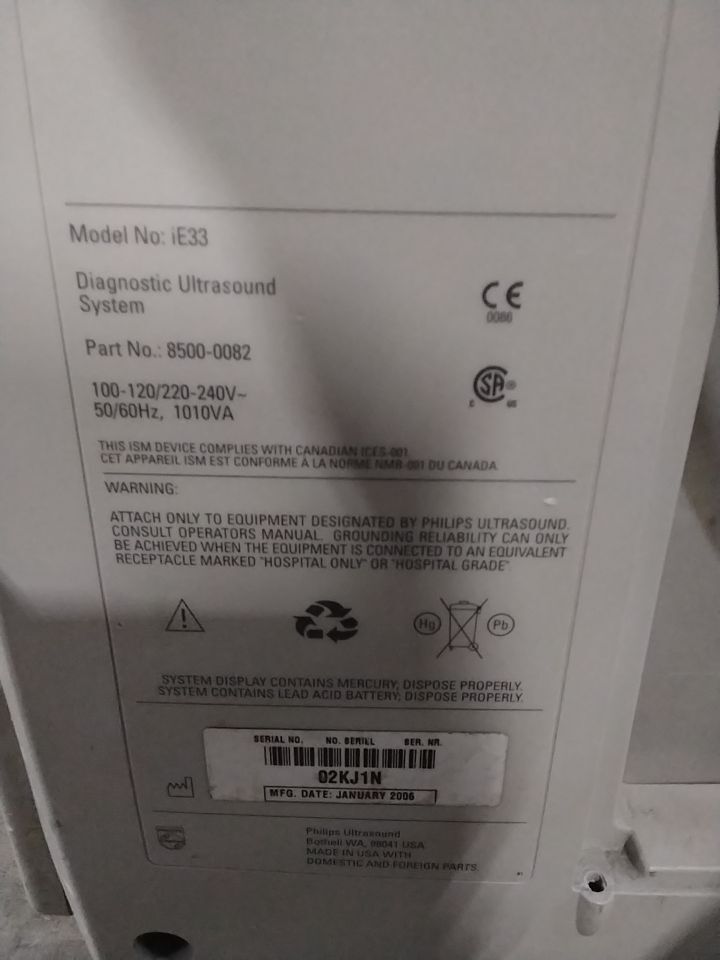 Model No: iE33
Diagnostic Ultrasound
System
CE
0086
Part No.: 8500-0082
SA
C US
100-120/220-240V~
50/60Hz, 1010VA
THIS ISM DEVICE COMPLIES WITH CANADIAN ICES-001.
CET APPAREIL ISM EST CONFORME À LA NORME NMB-001 DU CANADA.
WARNING:
ATTACH ONLY TO EQUIPMENT DESIGNATED BY PHILIPS ULTRASOUND.
CONSULT OPERATORS MANUAL. GROUNDING RELIABILITY CAN ONLY
BE ACHIEVED WHEN THE EQUIPMENT IS CONNECTED TO AN EQUIVALENT
RECEPTACLE MARKED "HOSPITAL ONLY" OR "HOSPITAL GRADE".
Hg Pb
SYSTEM DISPLAY CONTAINS MERCURY; DISPOSE PROPERLY.
SYSTEM CONTAINS LEAD ACID BATTERY; DISPOSE PROPERLY.
SERIAL NO. NO. SERIEL SER. NR.
02KJ1N
MFG. DATE: JANUARY 2006
Philips Ultrasound
Bothell WA, 98041 USA
MADE IN USA WITH
DOMESTIC AND FOREIGN PARTS.